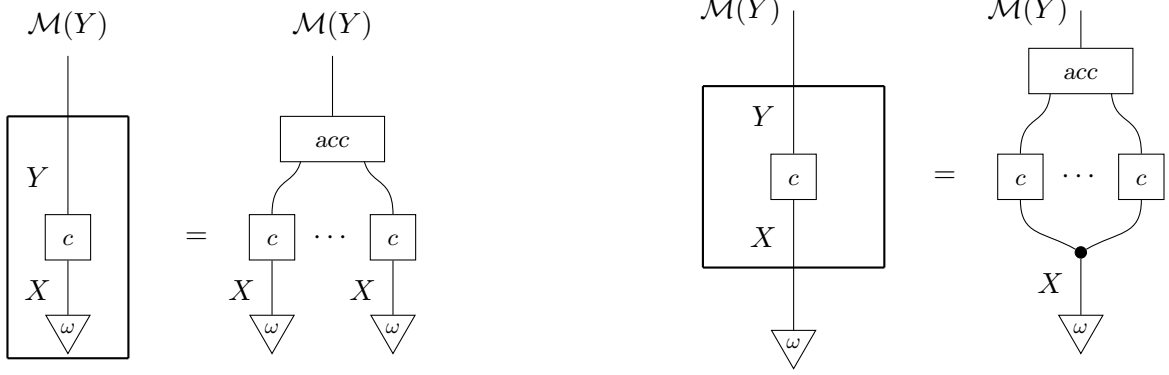 𝓜(Y) 𝓜(Y) 𝓜(Y) 𝓜(Y)
acc
acc
Y
Y
c
c ··· c
=
X
=
c
c ··· c
X
X X
X
ω
ω ω
ω
ω